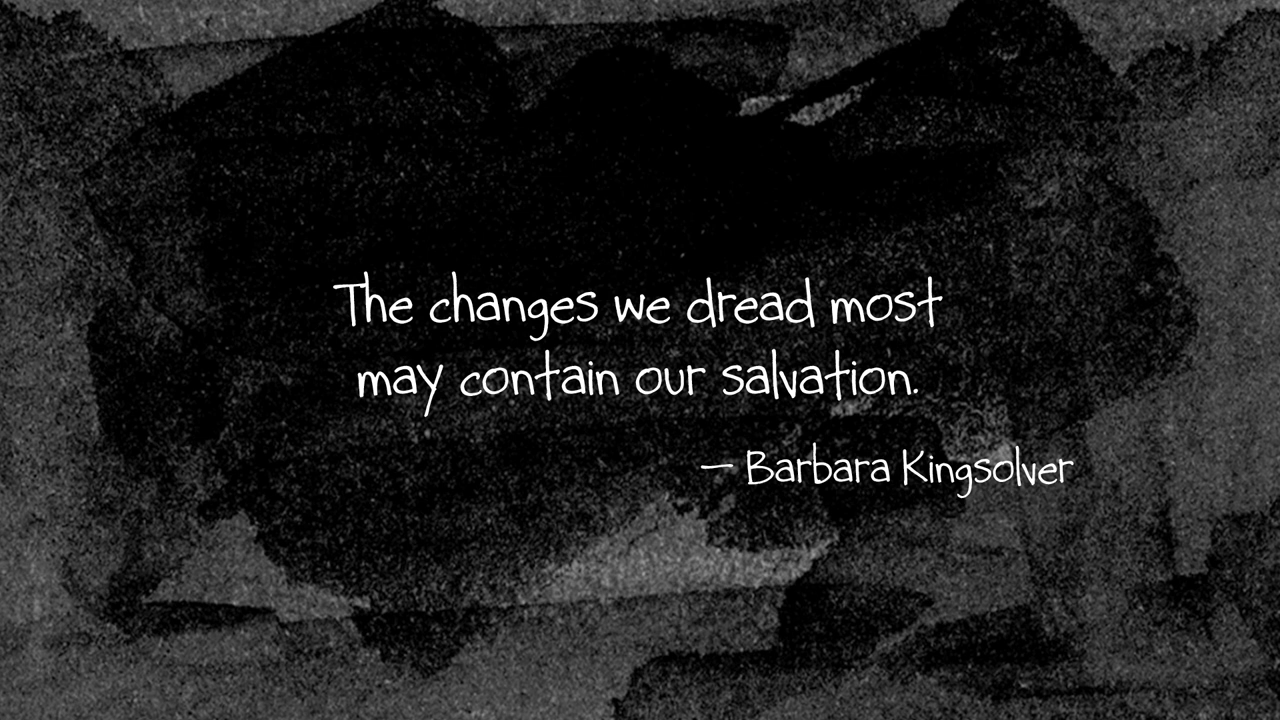 The changes we dread most
may contain our salvation.
— Barbara Kingsolver